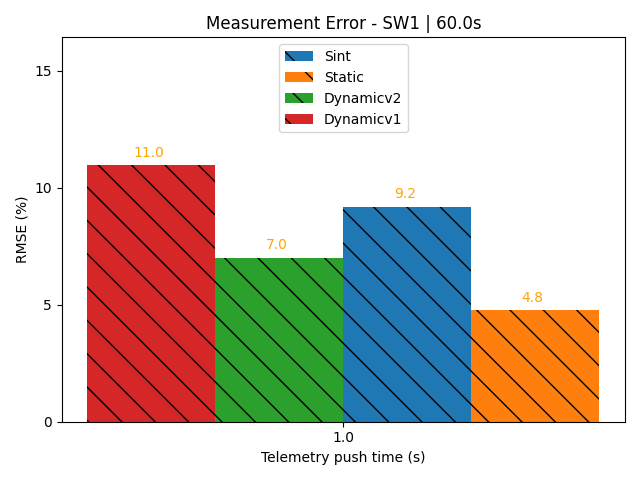 Measurement Error - SW1 | 60.0s
Sint
Static
Dynamicv2
Dynamicv1
RMSE (%)
15
10
5
0
11.0
7.0
9.2
4.8
1.0
Telemetry push time (s)